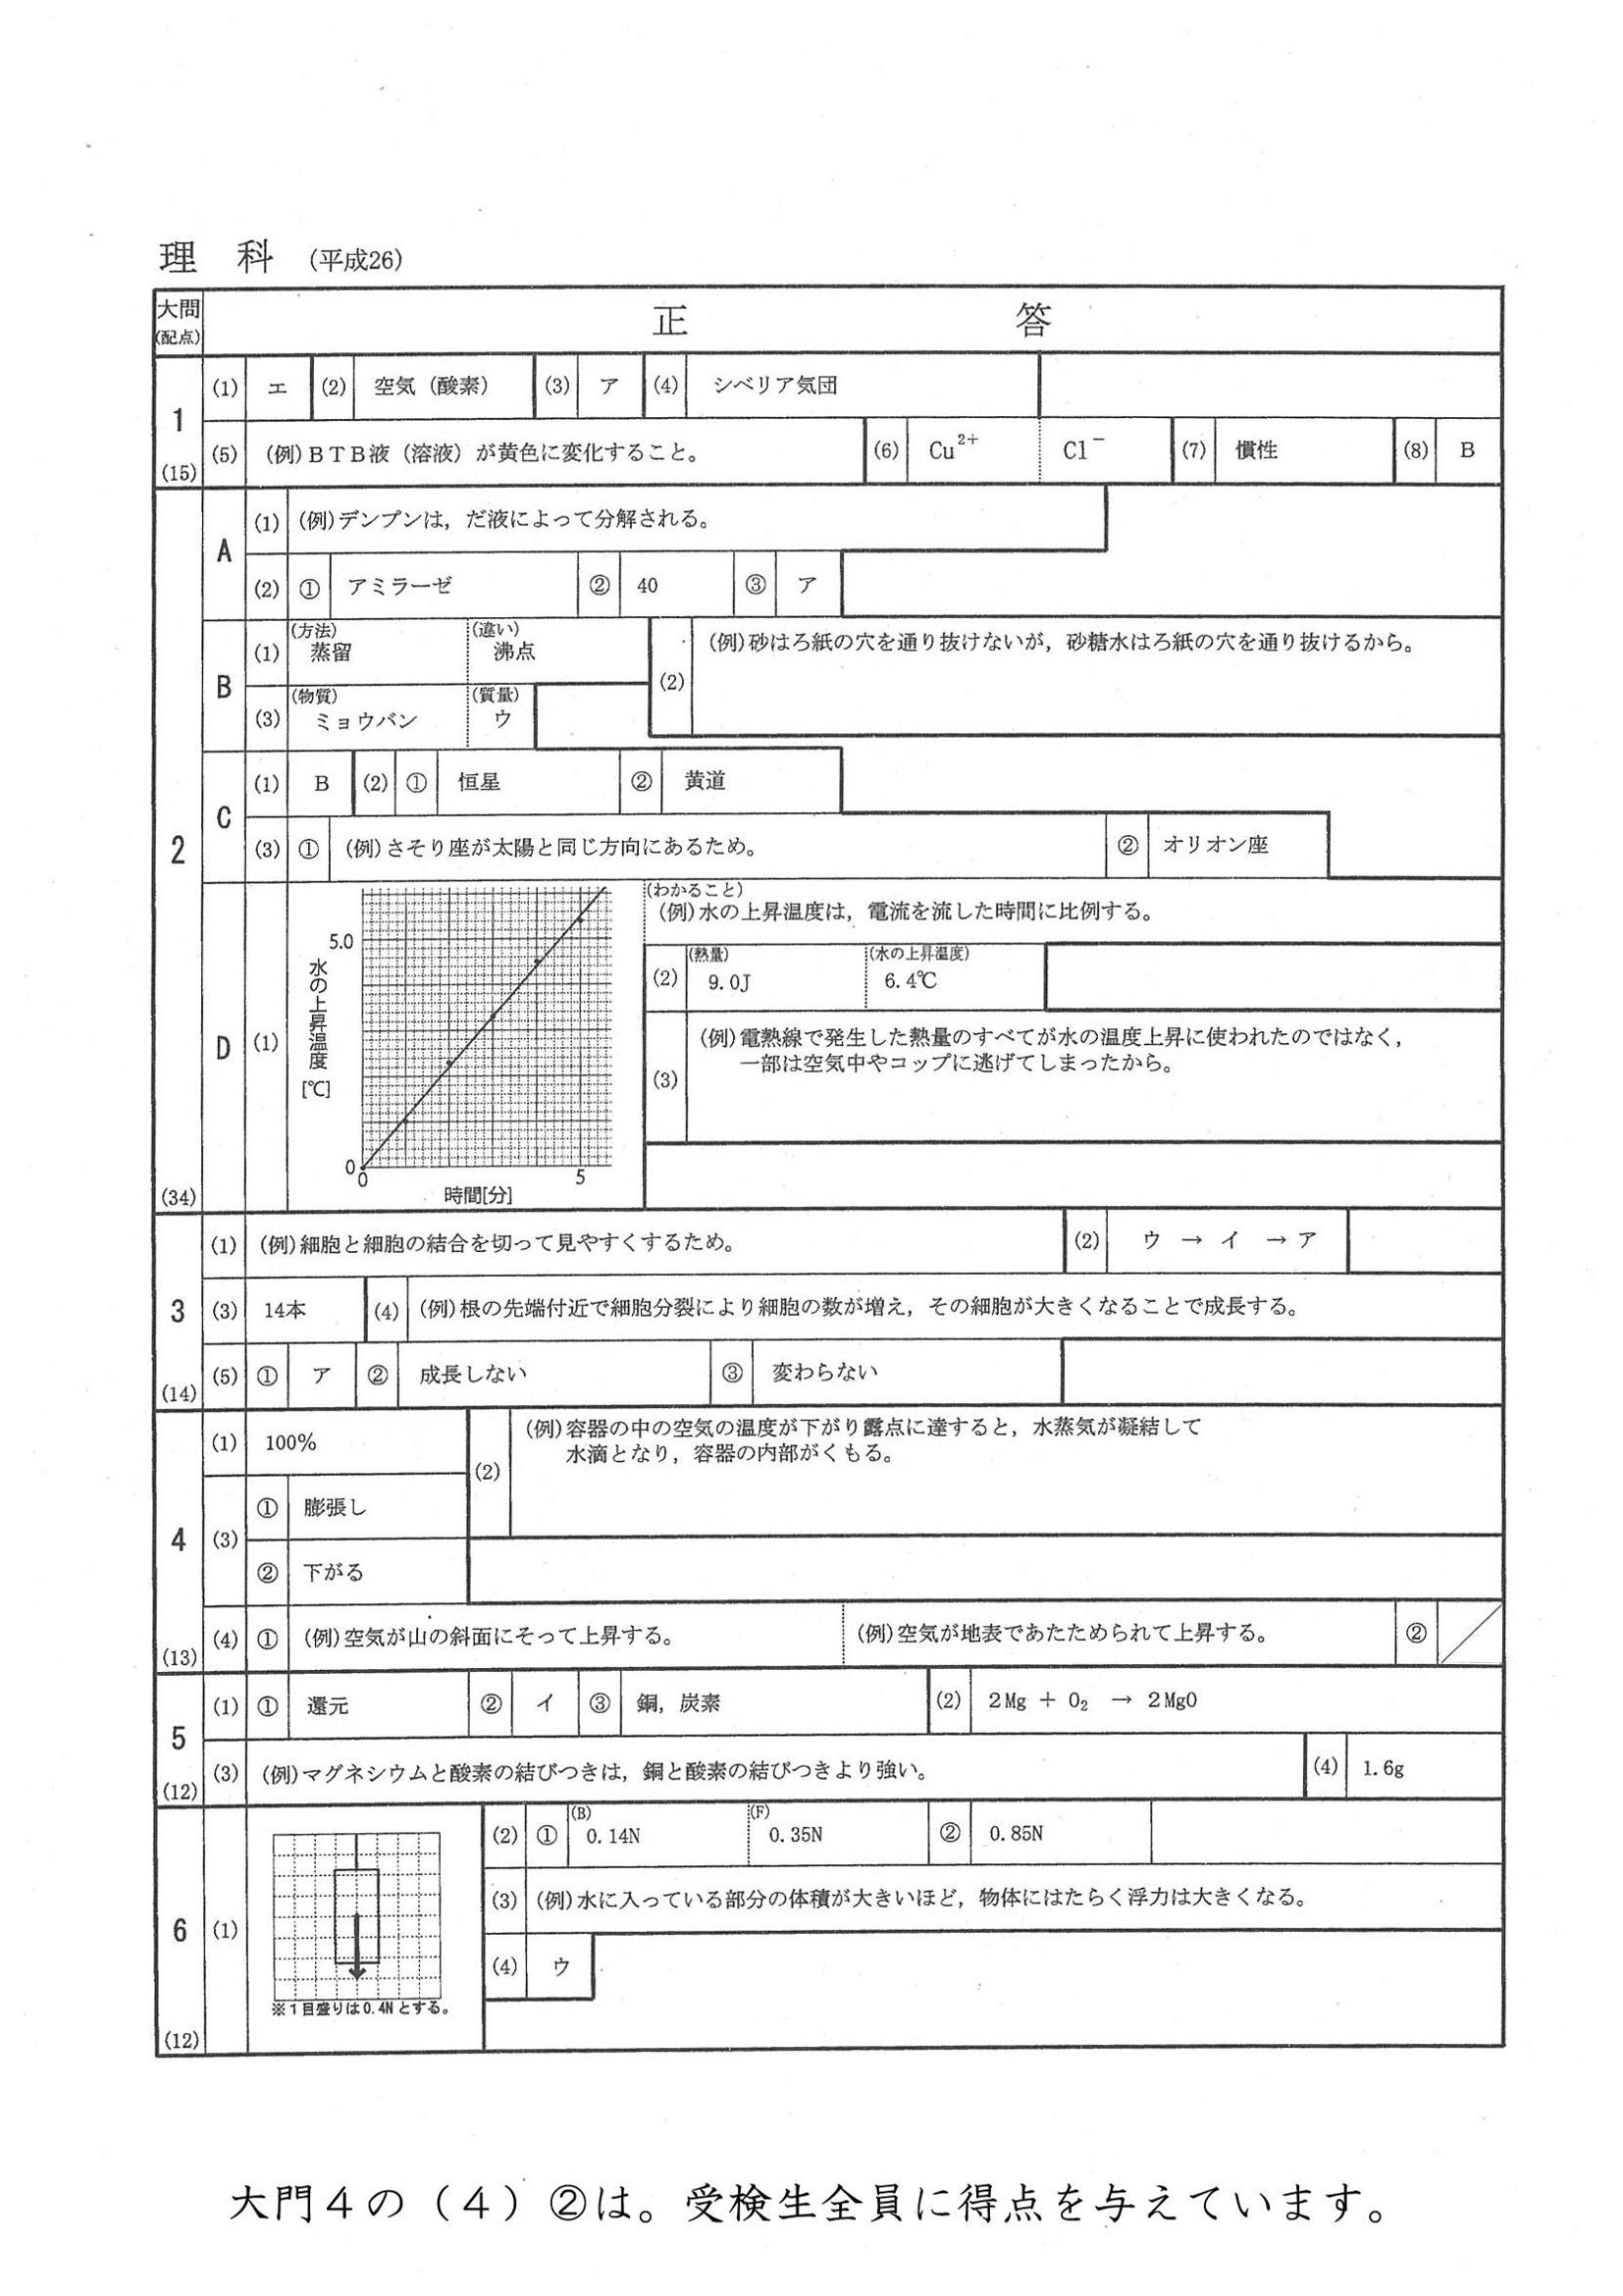 理 科 (平成26)
大問 (配点) 正 答
1 (15)
(1) エ (2) 空気（酸素） (3) ア (4) シベリア気団
(5) (例)ＢＴＢ液（溶液）が黄色に変化すること。 (6) Cu²⁺ Cl⁻ (7) 慣性 (8) B
2 (34)
A
(1) (例)デンプンは，だ液によって分解される。
(2) ① アミラーゼ ② 40 ③ ア
B
(1) (方法) 蒸留 (違い) 沸点
(2) (例)砂はろ紙の穴を通り抜けないが，砂糖水はろ紙の穴を通り抜けるから。
(3) (物質) ミョウバン (質量) ウ
C
(1) B (2) ① 恒星 ② 黄道
(3) ① (例)さそり座が太陽と同じ方向にあるため。 ② オリオン座
D
(1)
5.0
水の上昇温度[℃]
0
0 5
時間[分]
(わかること)
(例)水の上昇温度は，電流を流した時間に比例する。
(2) (熱量) 9.0J (水の上昇温度) 6.4℃
(3) (例)電熱線で発生した熱量のすべてが水の温度上昇に使われたのではなく，
一部は空気中やコップに逃げてしまったから。
3 (14)
(1) (例)細胞と細胞の結合を切って見やすくするため。 (2) ウ → イ → ア
(3) 14本 (4) (例)根の先端付近で細胞分裂により細胞の数が増え，その細胞が大きくなることで成長する。
(5) ① ア ② 成長しない ③ 変わらない
4 (13)
(1) 100%
(2) (例)容器の中の空気の温度が下がり露点に達すると，水蒸気が凝結して
水滴となり，容器の内部がくもる。
(3) ① 膨張し
② 下がる
(4) ① (例)空気が山の斜面にそって上昇する。 (例)空気が地表であたためられて上昇する。 ②
5 (12)
(1) ① 還元 ② イ ③ 銅，炭素 (2) 2Mg + O₂ → 2MgO
(3) (例)マグネシウムと酸素の結びつきは，銅と酸素の結びつきより強い。 (4) 1.6g
6 (12)
(1)
※1目盛りは0.4Nとする。
(2) ① (B) 0.14N (F) 0.35N ② 0.85N
(3) (例)水に入っている部分の体積が大きいほど，物体にはたらく浮力は大きくなる。
(4) ウ
大門４の（４）②は。受検生全員に得点を与えています。